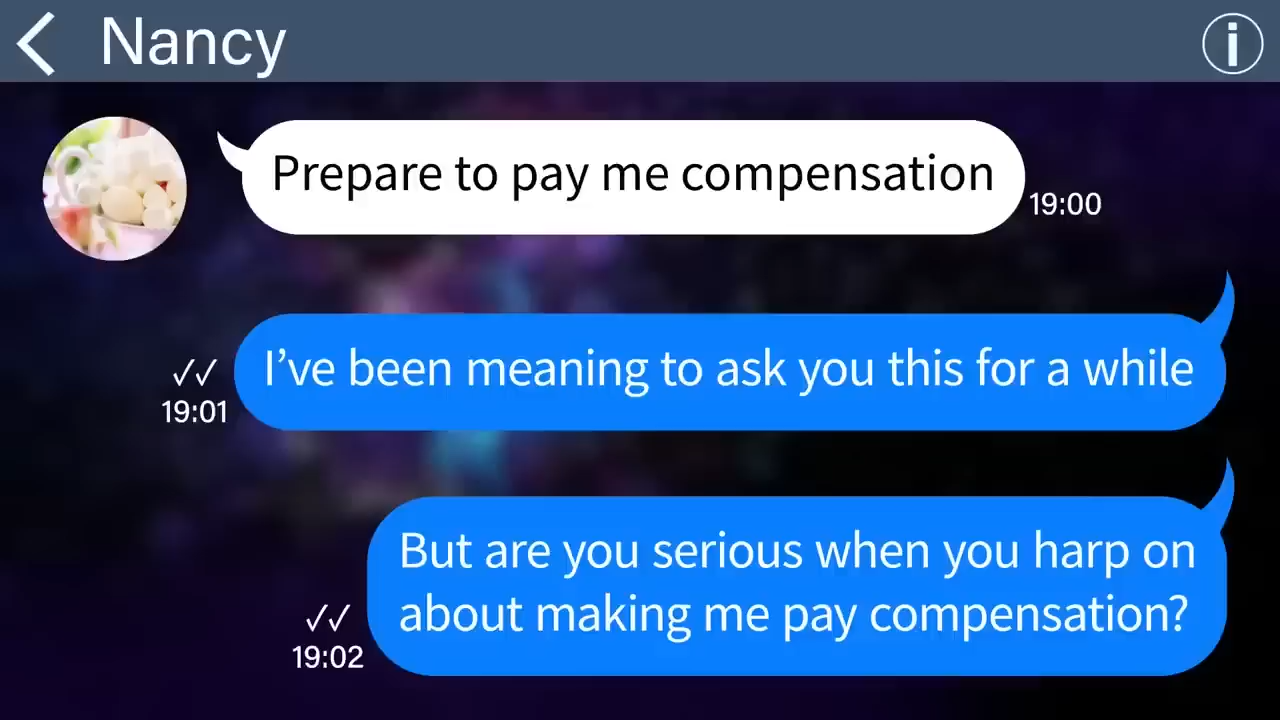 Nancy
Prepare to pay me compensation
19:00
I’ve been meaning to ask you this for a while
19:01
But are you serious when you harp on
about making me pay compensation?
19:02